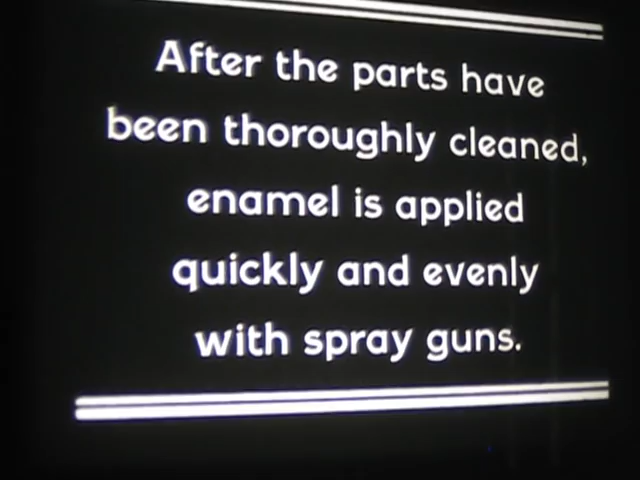 After the parts have
been thoroughly cleaned,
enamel is applied
quickly and evenly
with spray guns.